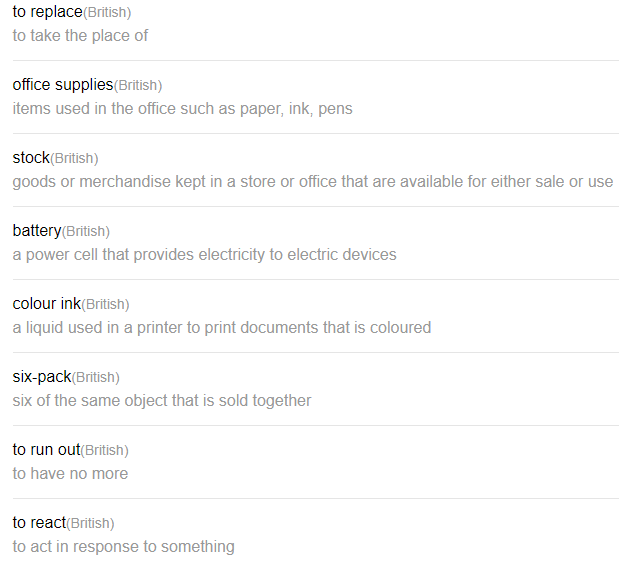 to replace(British)
to take the place of
office supplies(British)
items used in the office such as paper, ink, pens
stock(British)
goods or merchandise kept in a store or office that are available for either sale or use
battery(British)
a power cell that provides electricity to electric devices
colour ink(British)
a liquid used in a printer to print documents that is coloured
six-pack(British)
six of the same object that is sold together
to run out(British)
to have no more
to react(British)
to act in response to something